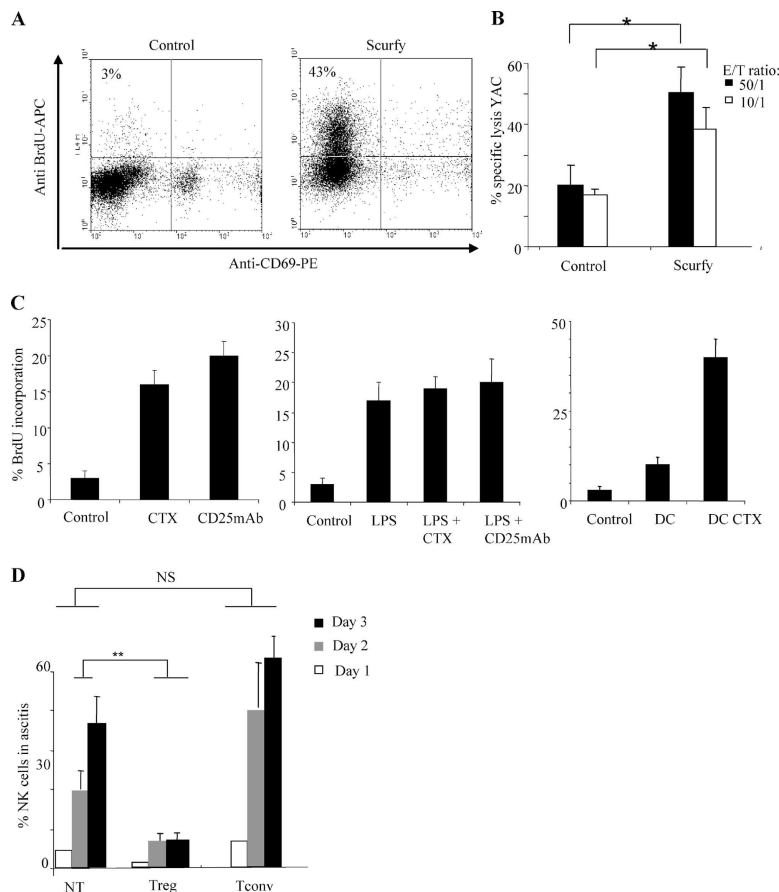 A
Control
Scurfy
3%
43%
Anti BrdU-APC
Anti-CD69-PE
B
*
*
E/T ratio:
50/1
10/1
% specific lysis YAC
60
40
20
0
Control
Scurfy
C
% BrdU incorporation
25
20
15
10
5
Control
CTX
CD25mAb
30
25
20
15
10
5
0
Control
LPS
LPS +
CTX
LPS +
CD25mAb
50
25
0
Control
DC
DC CTX
D
NS
**
Day 3
Day 2
Day 1
% NK cells in ascitis
60
30
0
NT
Treg
Tconv